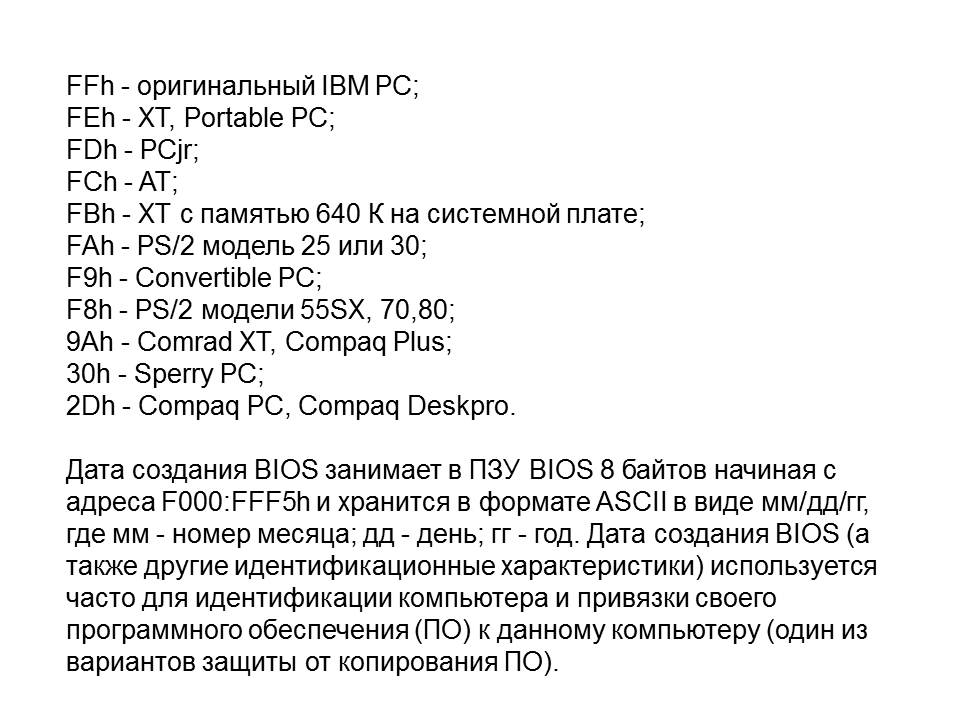 FFh - оригинальный IBM PC;
FEh - XT, Portable PC;
FDh - PCjr;
FCh - AT;
FBh - XT с памятью 640 К на системной плате;
FAh - PS/2 модель 25 или 30;
F9h - Convertible PC;
F8h - PS/2 модели 55SX, 70,80;
9Ah - Comrad XT, Compaq Plus;
30h - Sperry PC;
2Dh - Compaq PC, Compaq Deskpro.
Дата создания BIOS занимает в ПЗУ BIOS 8 байтов начиная с
адреса F000:FFF5h и хранится в формате ASCII в виде мм/дд/гг,
где мм - номер месяца; дд - день; гг - год. Дата создания BIOS (а
также другие идентификационные характеристики) используется
часто для идентификации компьютера и привязки своего
программного обеспечения (ПО) к данному компьютеру (один из
вариантов защиты от копирования ПО).